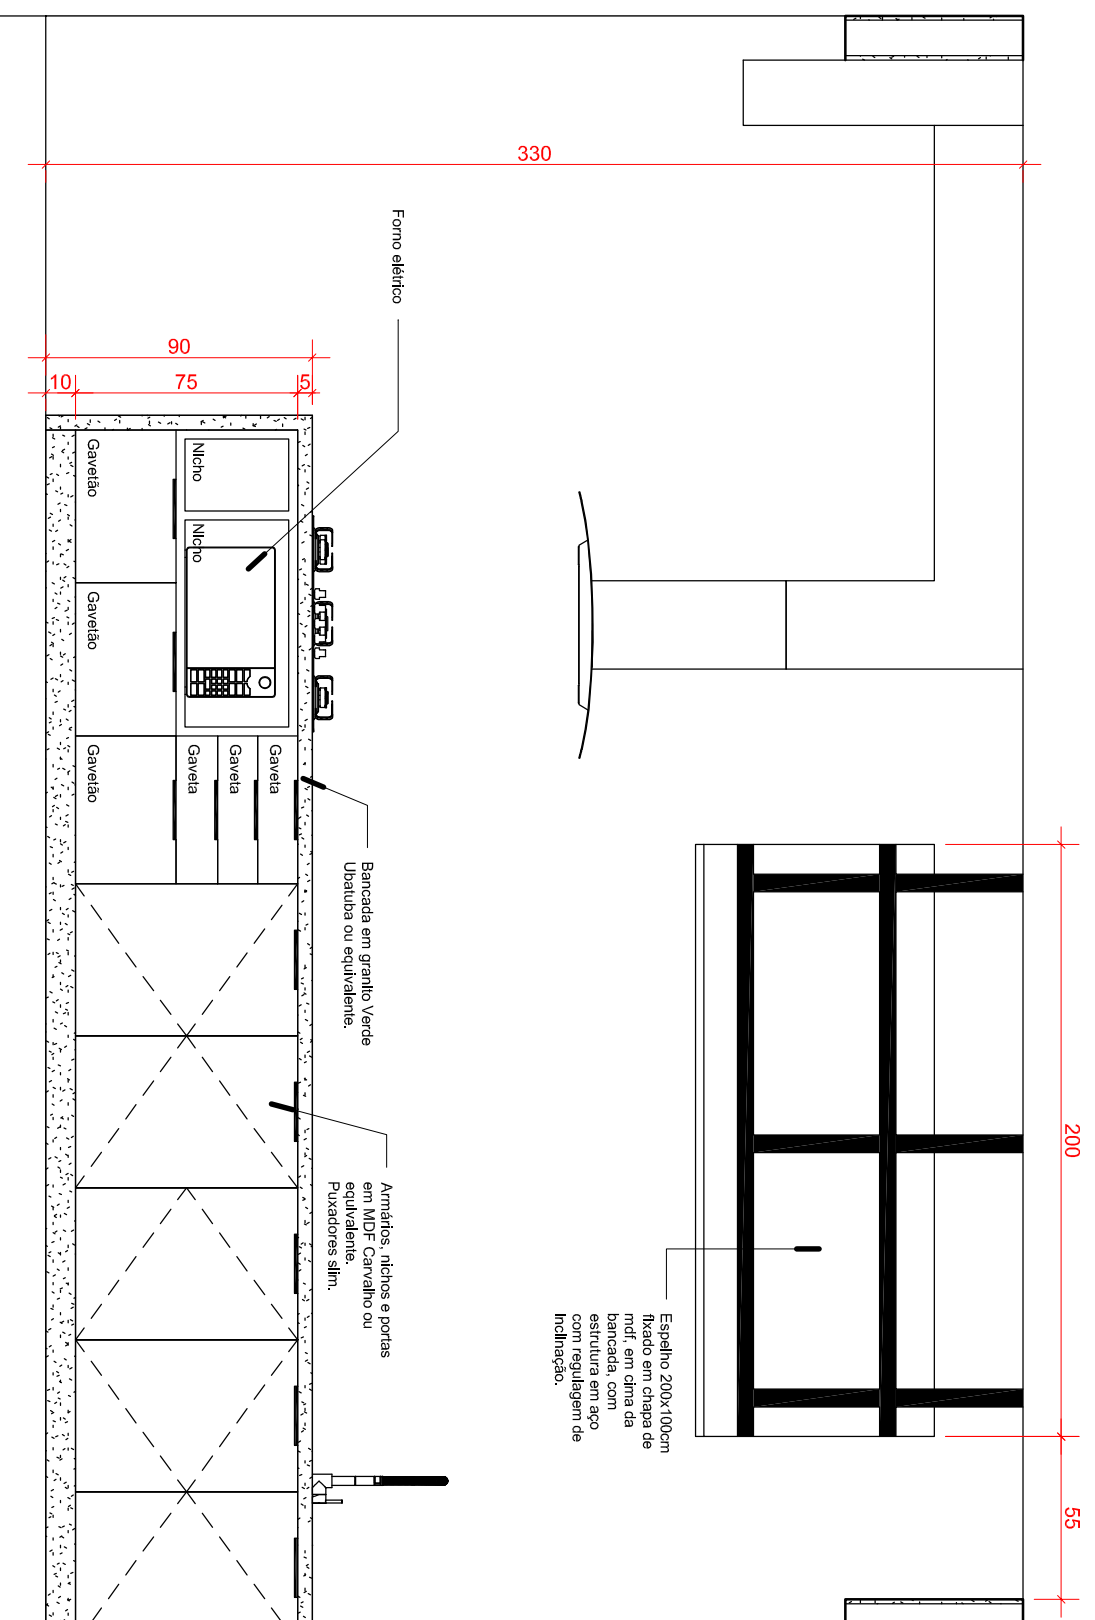 330
Forno elétrico
90
10
75
5
Gavetão
Nicho
Nicho
Gavetão
Gavetão
Gaveta
Gaveta
Gaveta
Bancada em granito Verde
Ubatuba ou equivalente.
Armários, nichos e portas
em MDF Carvalho ou
equivalente.
Puxadores slim.
200
Espelho 200x100cm
fixado em chapa de
mdf, em cima da
bancada, com
estrutura em aço
com regulagem de
inclinação.
55